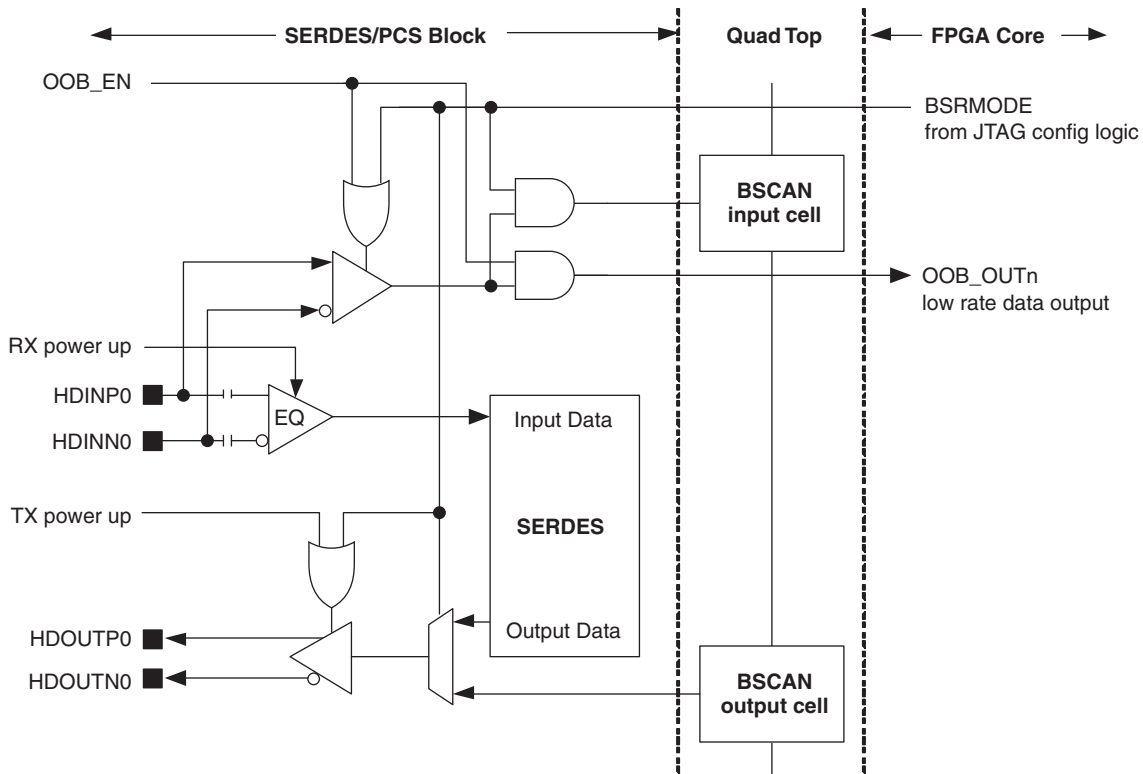 SERDES/PCS Block
Quad Top
FPGA Core
OOB_EN
BSRMODE
from JTAG config logic
BSCAN
input cell
OOB_OUTn
low rate data output
RX power up
HDINP0
EQ
Input Data
HDINN0
TX power up
SERDES
HDOUTP0
Output Data
HDOUTN0
BSCAN
output cell